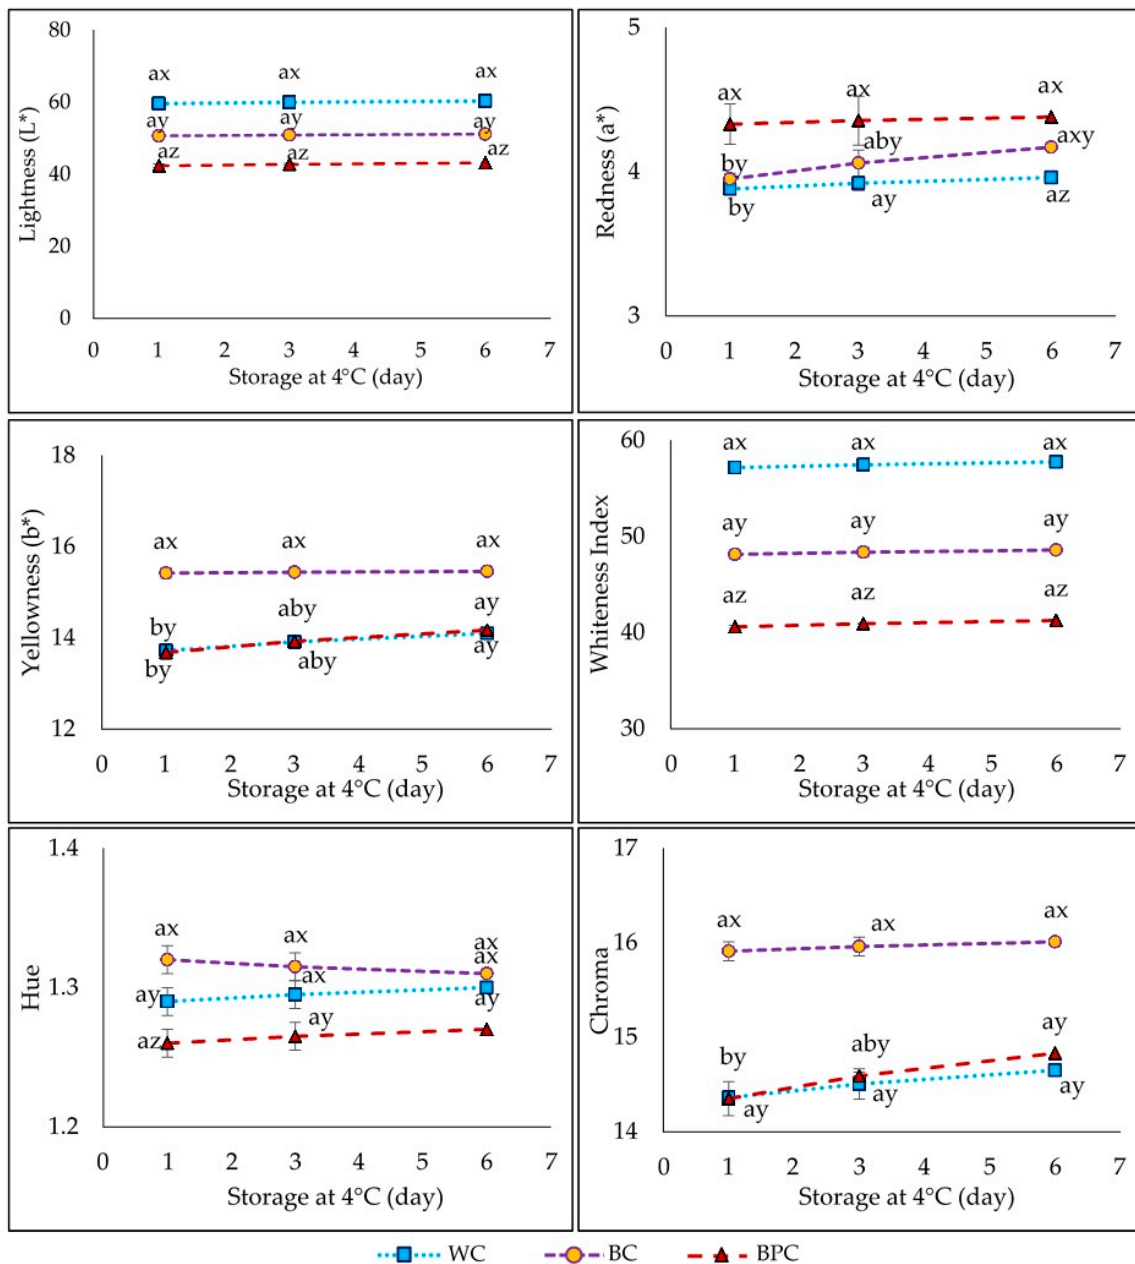 80
60
40
20
0
Lightness (L*)
ax ax ax
ay ay ay
az az az
0 1 2 3 4 5 6 7
Storage at 4°C (day)
5
4
3
Redness (a*)
ax ax ax
by aby axy
by ay az
0 1 2 3 4 5 6 7
Storage at 4°C (day)
18
16
14
12
Yellowness (b*)
ax ax ax
by aby ay
by aby ay
0 1 2 3 4 5 6 7
Storage at 4°C (day)
60
50
40
30
Whiteness Index
ax ax ax
ay ay ay
az az az
0 1 2 3 4 5 6 7
Storage at 4°C (day)
1.4
1.3
1.2
Hue
ax ax ax
ay ax ax
az ay ay
0 1 2 3 4 5 6 7
Storage at 4°C (day)
17
16
15
14
Chroma
ax ax ax
by aby ay
ay ay ay
0 1 2 3 4 5 6 7
Storage at 4°C (day)
WC BC BPC